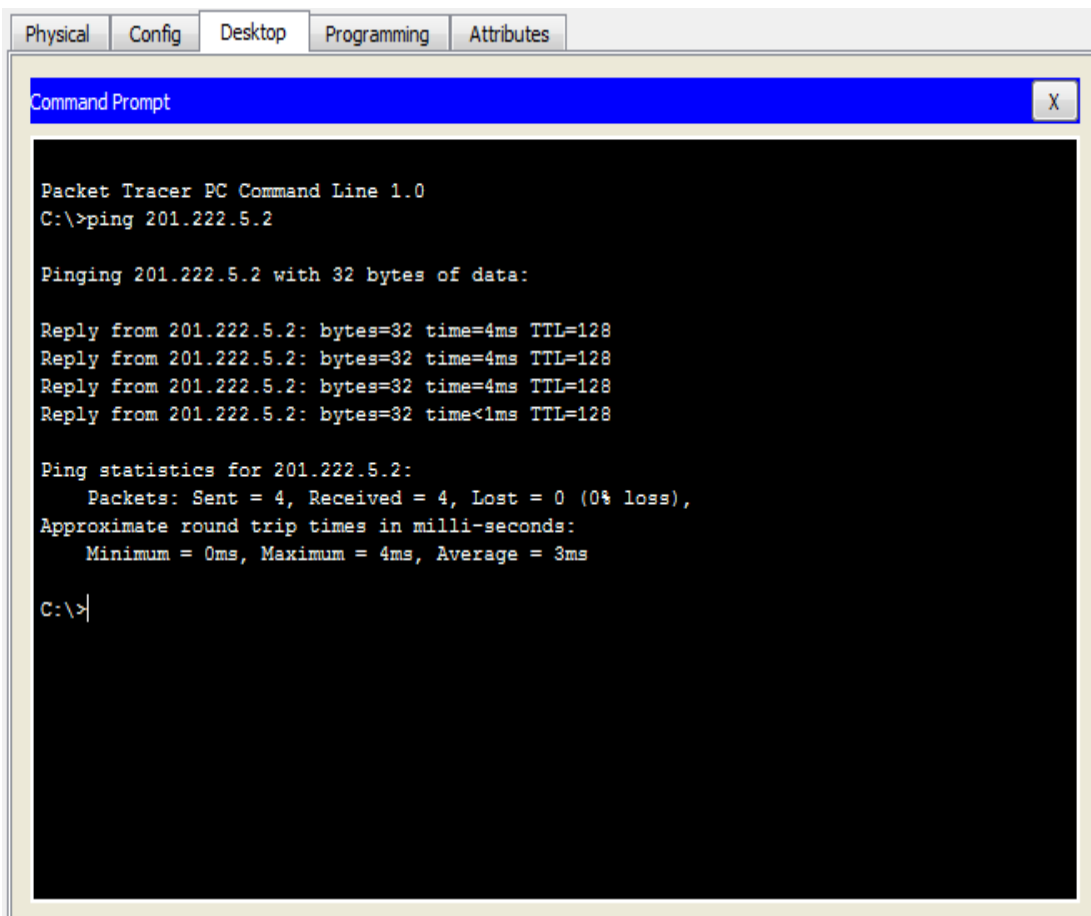 Physical Config Desktop Programming Attributes
Command Prompt X
Packet Tracer PC Command Line 1.0
C:\>ping 201.222.5.2
Pinging 201.222.5.2 with 32 bytes of data:
Reply from 201.222.5.2: bytes=32 time=4ms TTL=128
Reply from 201.222.5.2: bytes=32 time=4ms TTL=128
Reply from 201.222.5.2: bytes=32 time=4ms TTL=128
Reply from 201.222.5.2: bytes=32 time<1ms TTL=128
Ping statistics for 201.222.5.2:
Packets: Sent = 4, Received = 4, Lost = 0 (0% loss),
Approximate round trip times in milli-seconds:
Minimum = 0ms, Maximum = 4ms, Average = 3ms
C:\>